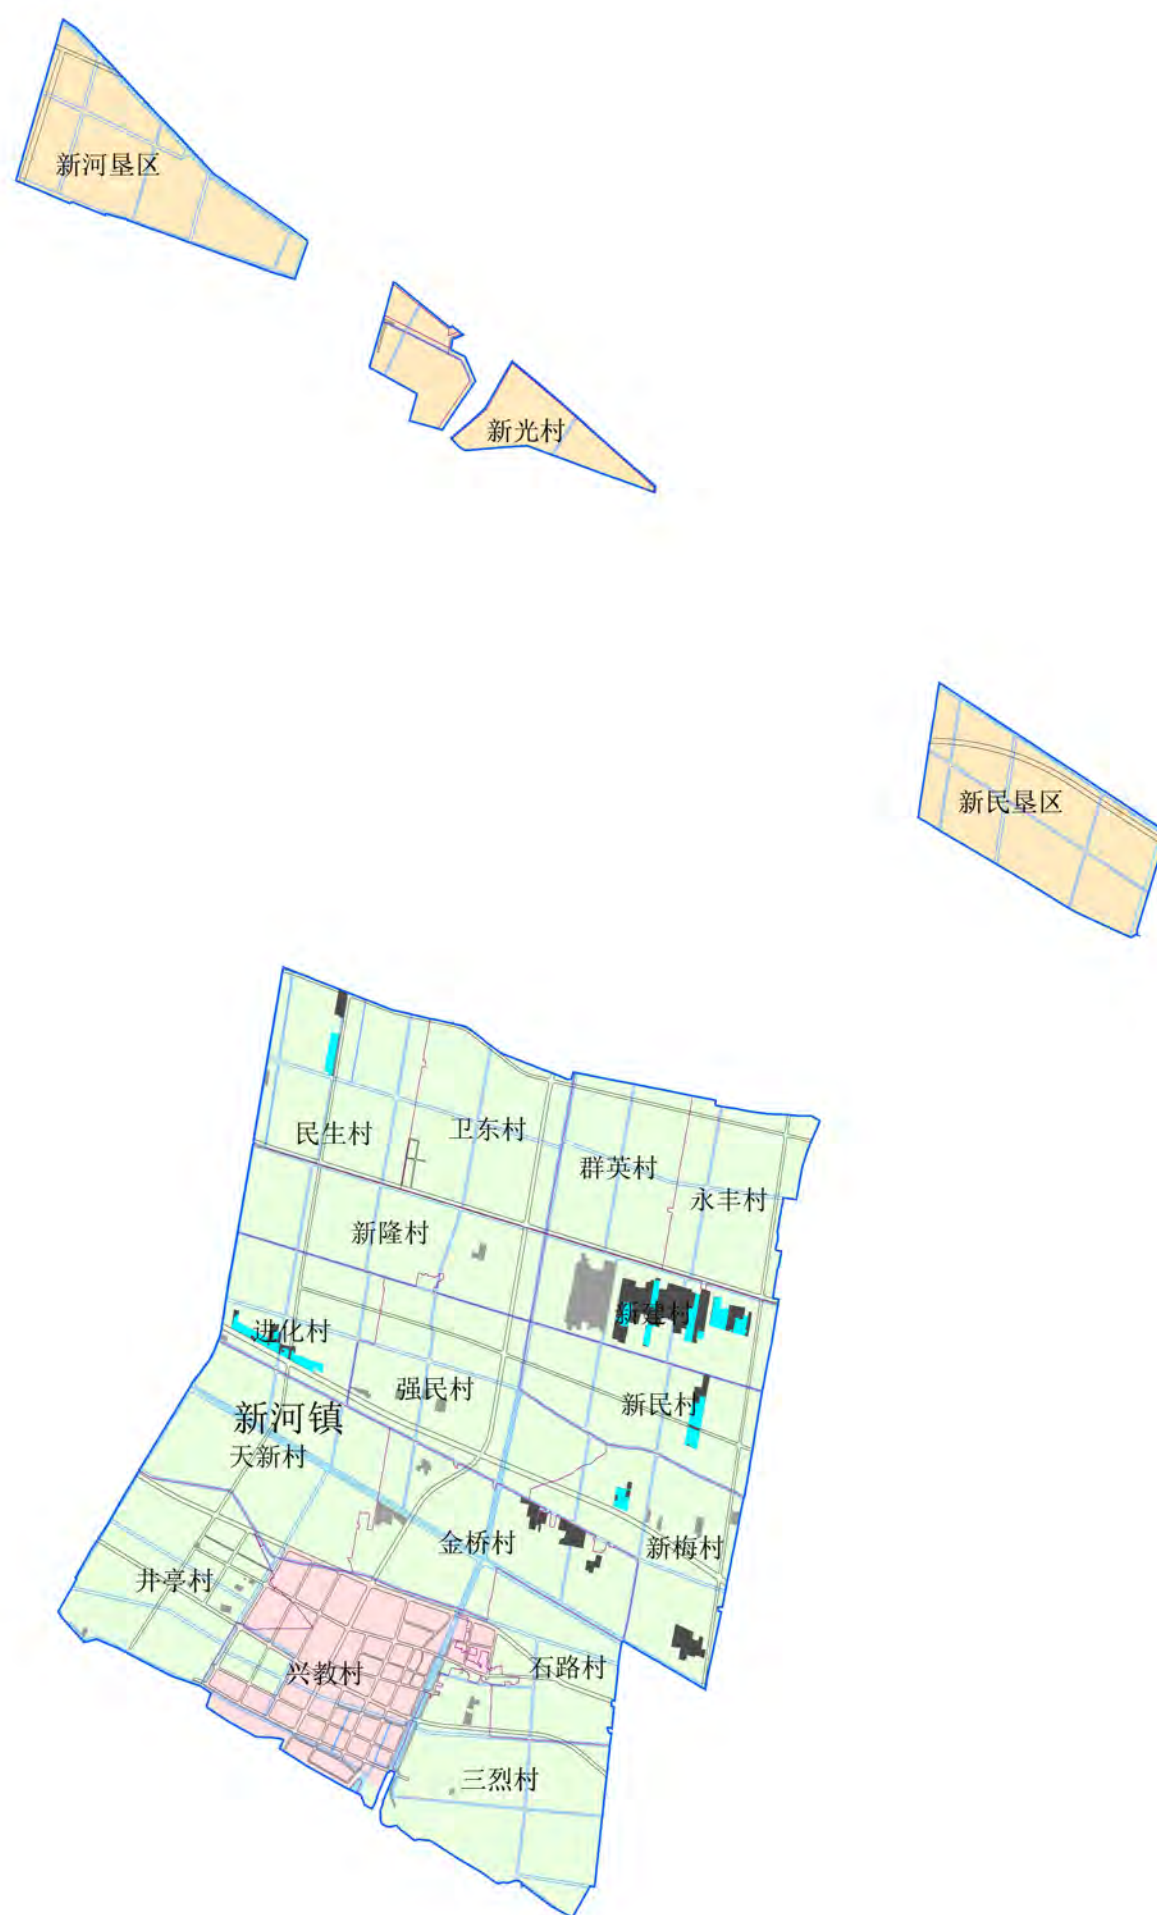 新河垦区
新光村
新民垦区
民生村
卫东村
群英村
永丰村
新隆村
新建村
进化村
强民村
新民村
新河镇
天新村
金桥村
新梅村
井亭村
兴教村
石路村
三烈村